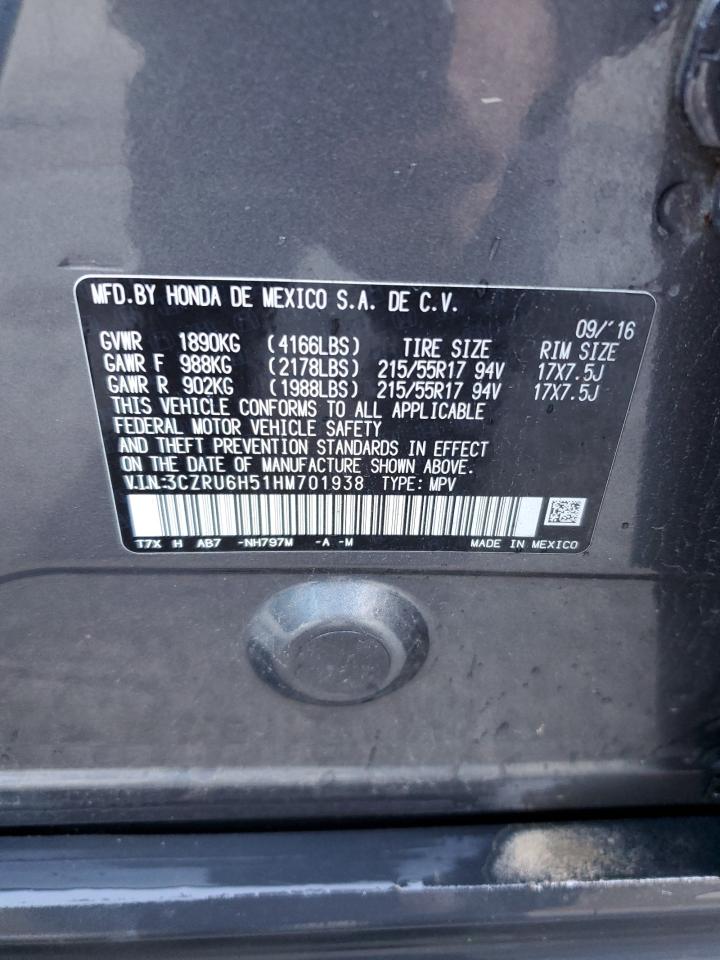 MFD.BY HONDA DE MEXICO S.A. DE C.V.
09/'16
GVWR 1890KG (4166LBS) TIRE SIZE RIM SIZE
GAWR F 988KG (2178LBS) 215/55R17 94V 17X7.5J
GAWR R 902KG (1988LBS) 215/55R17 94V 17X7.5J
THIS VEHICLE CONFORMS TO ALL APPLICABLE
FEDERAL MOTOR VEHICLE SAFETY
AND THEFT PREVENTION STANDARDS IN EFFECT
ON THE DATE OF MANUFACTURE SHOWN ABOVE.
V.I.N:3CZRU6H51HM701938 TYPE: MPV
T7X H AB7 -NH797M -A -M MADE IN MEXICO